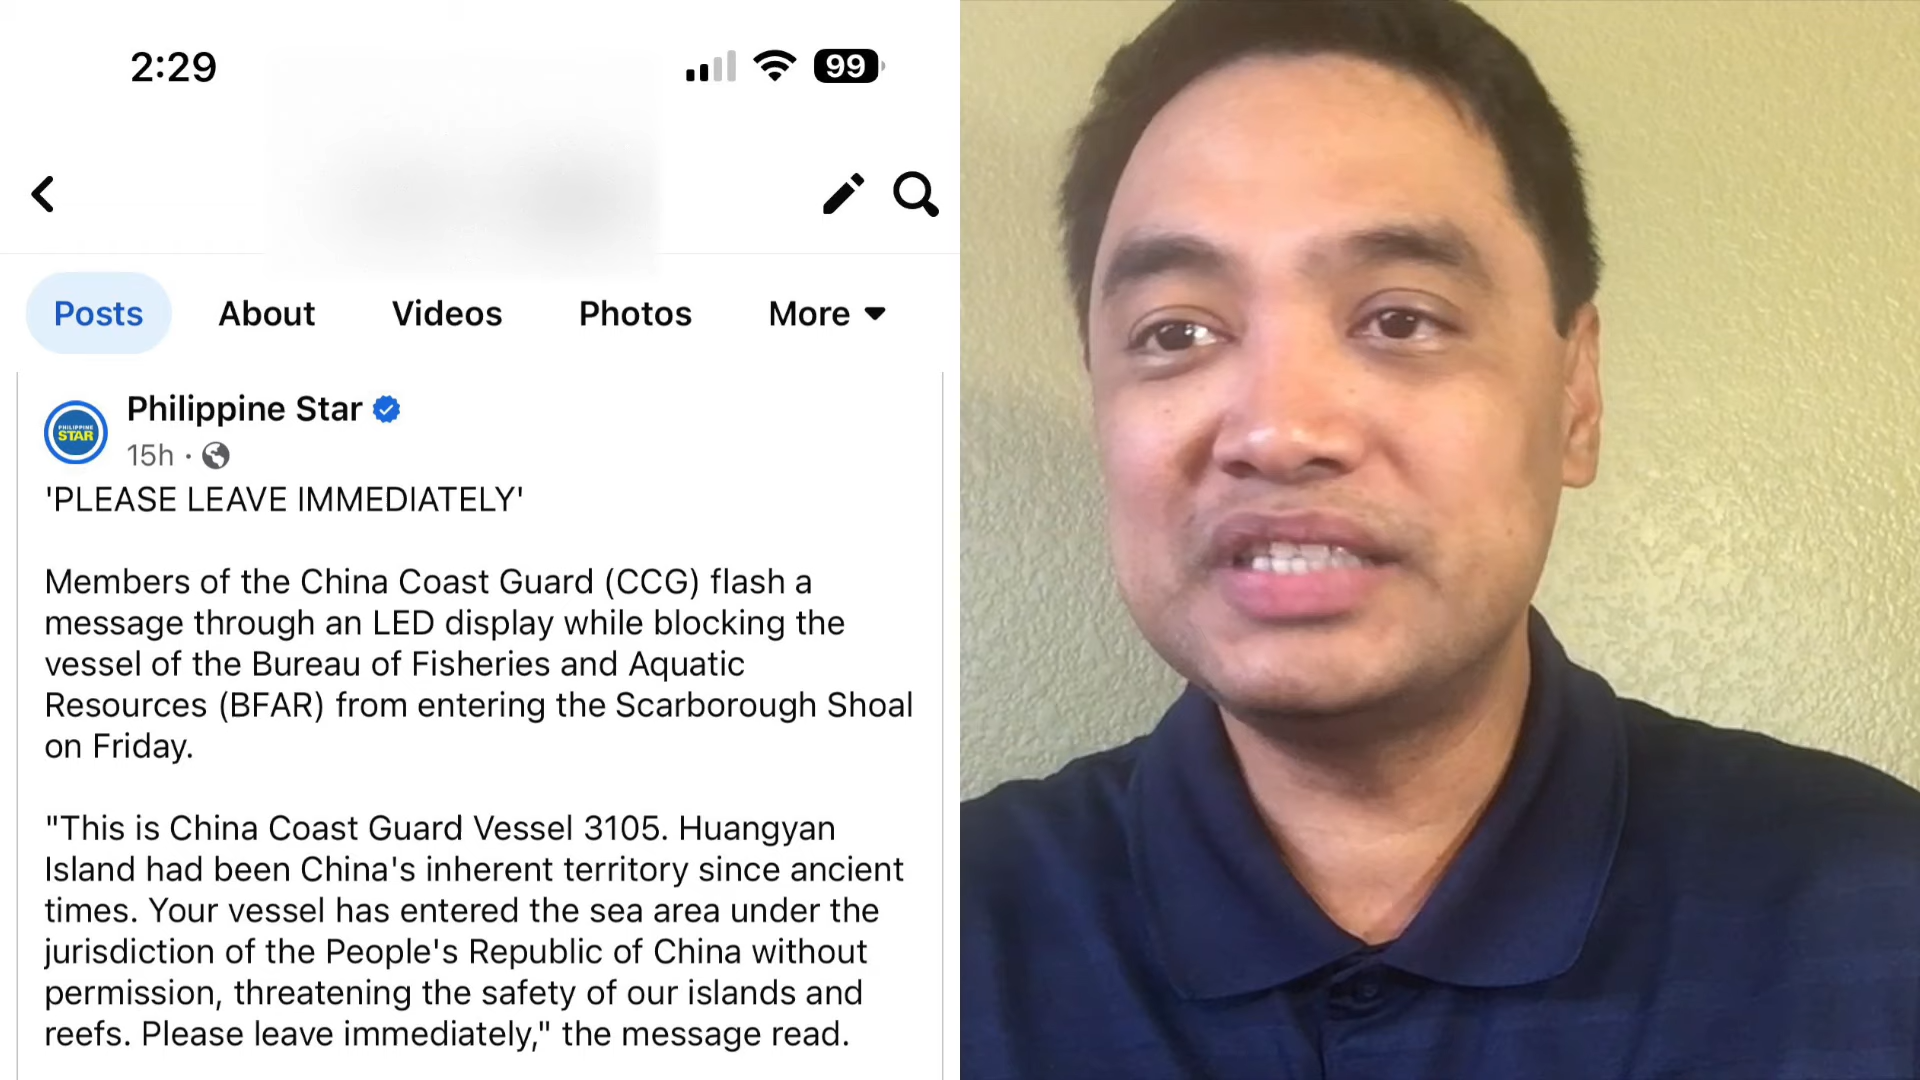 2:29
99
Posts About Videos Photos More
PHILIPPINE
STAR
Philippine Star
15h ·
'PLEASE LEAVE IMMEDIATELY'
Members of the China Coast Guard (CCG) flash a
message through an LED display while blocking the
vessel of the Bureau of Fisheries and Aquatic
Resources (BFAR) from entering the Scarborough Shoal
on Friday.
"This is China Coast Guard Vessel 3105. Huangyan
Island had been China's inherent territory since ancient
times. Your vessel has entered the sea area under the
jurisdiction of the People's Republic of China without
permission, threatening the safety of our islands and
reefs. Please leave immediately," the message read.